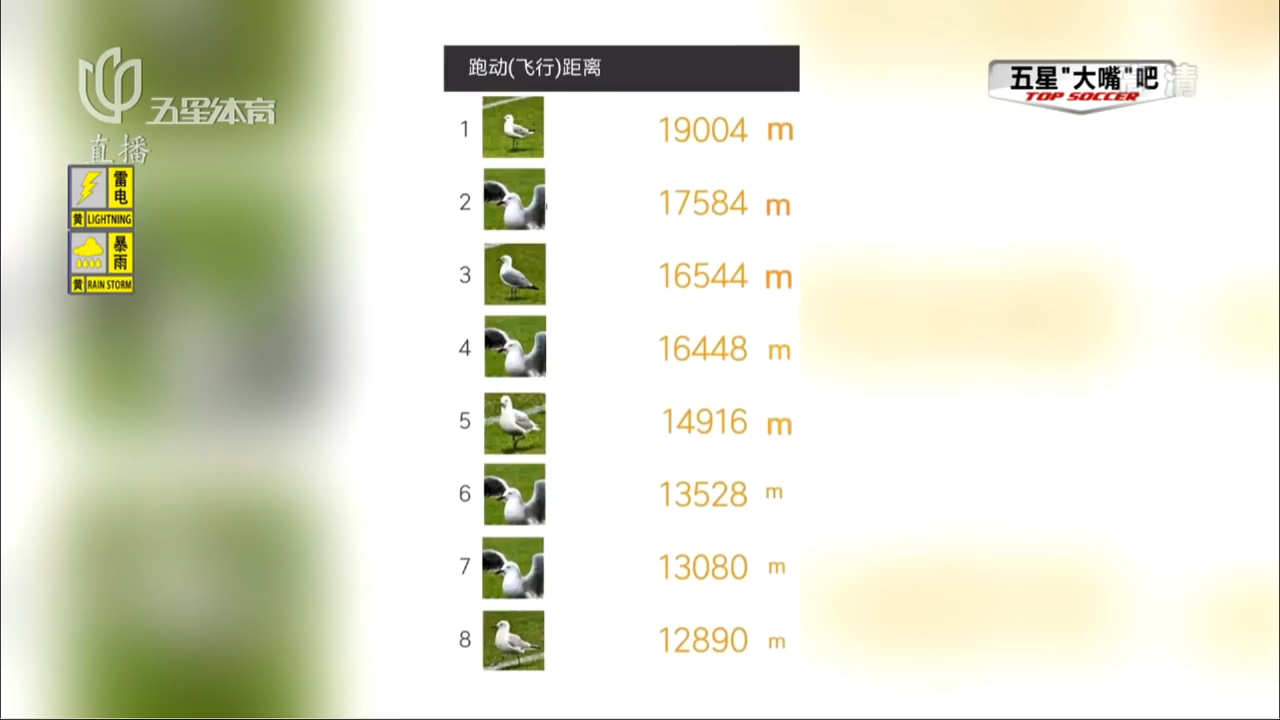 跑动(飞行)距离
五星体育
直播
五星"大嘴"吧
TOP SOCCER
清
雷电
黄 LIGHTNING
暴雨
黄 RAIN STORM
1 19004 m
2 17584 m
3 16544 m
4 16448 m
5 14916 m
6 13528 m
7 13080 m
8 12890 m